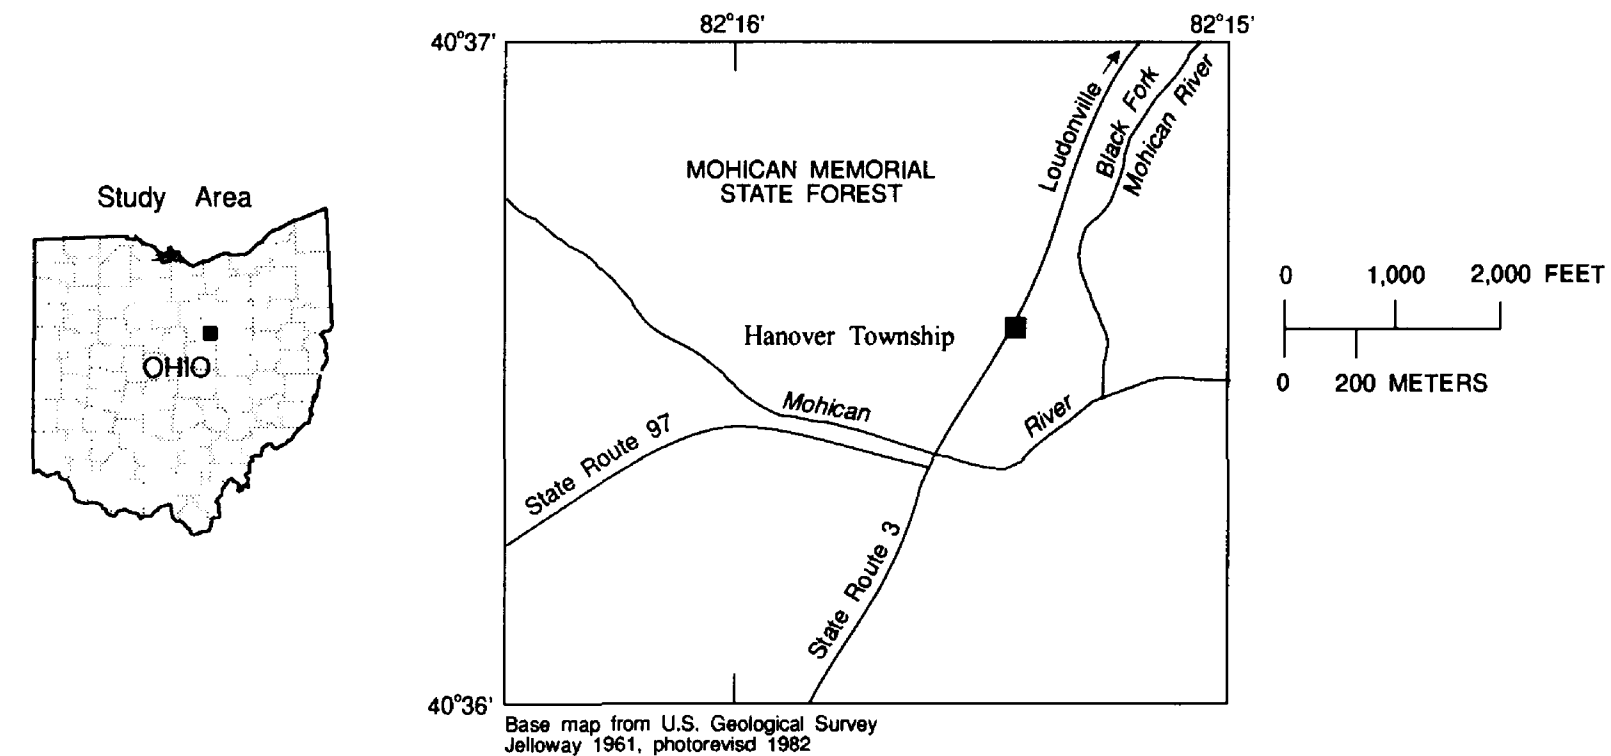 Study Area
OHIO
82°16'
82°15'
40°37'
Loudonville
Black Fork
Mohican River
MOHICAN MEMORIAL
STATE FOREST
Hanover Township
Mohican
River
State Route 97
State Route 3
40°36'
Base map from U.S. Geological Survey
Jelloway 1961, photorevisd 1982
0 1,000 2,000 FEET
0 200 METERS